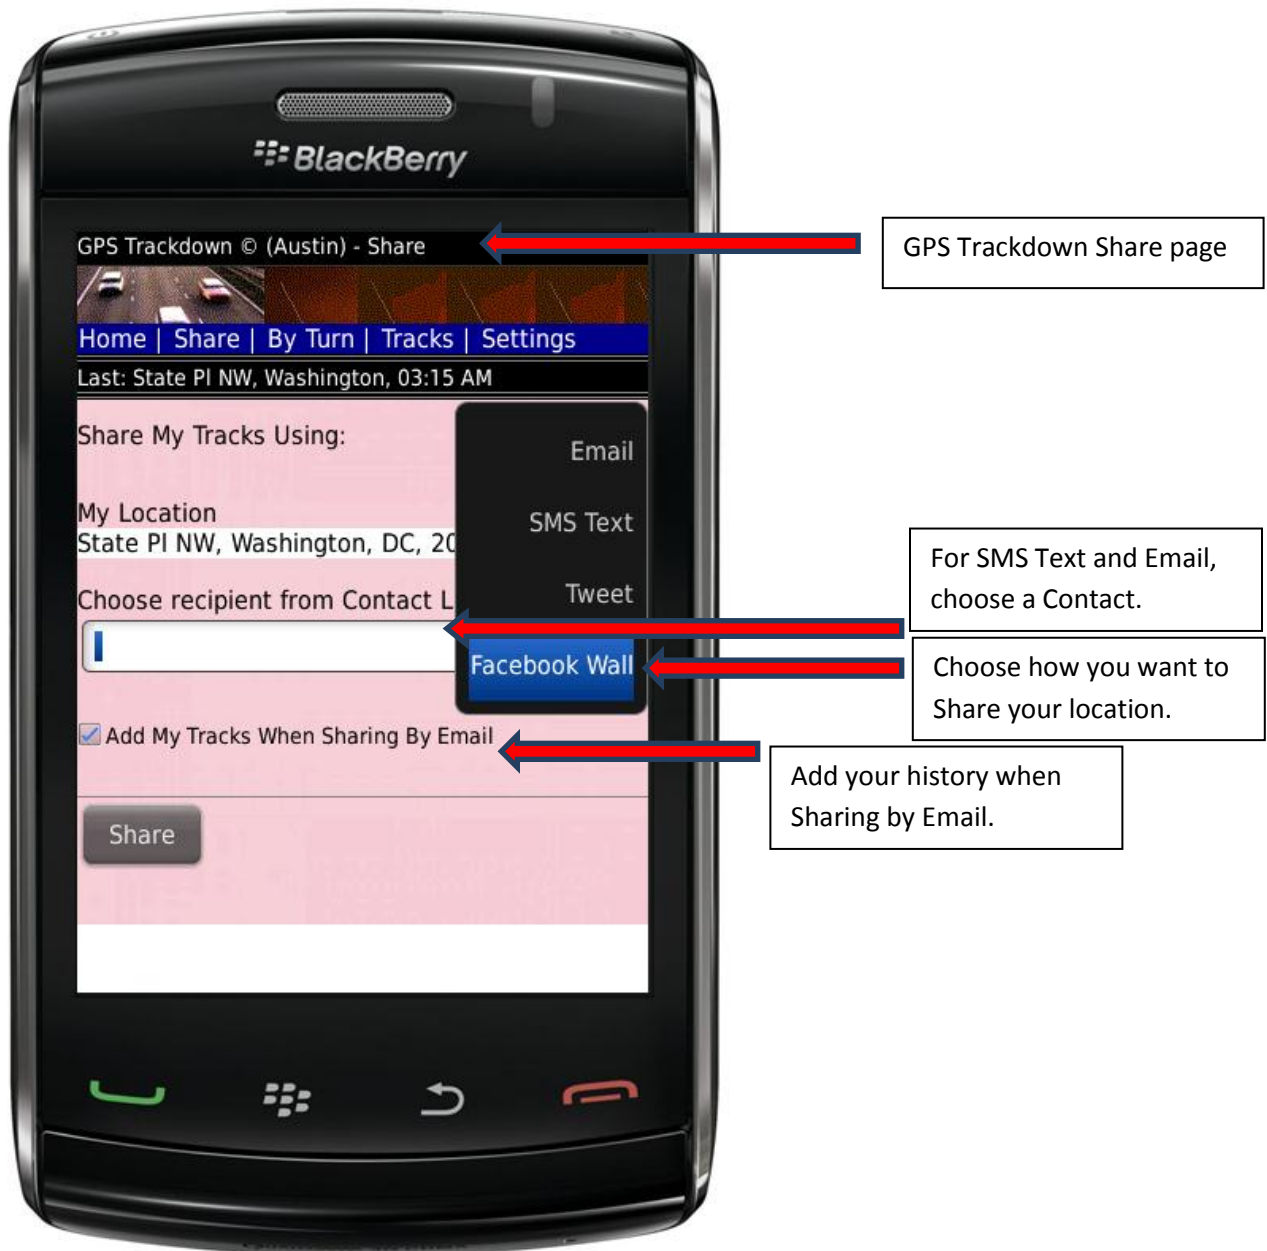 BlackBerry
GPS Trackdown © (Austin) - Share
Home | Share | By Turn | Tracks | Settings
Last: State Pl NW, Washington, 03:15 AM
Share My Tracks Using:
Email
SMS Text
Tweet
Facebook Wall
My Location
State Pl NW, Washington, DC, 20
Choose recipient from Contact L
Add My Tracks When Sharing By Email
Share
GPS Trackdown Share page
For SMS Text and Email,
choose a Contact.
Choose how you want to
Share your location.
Add your history when
Sharing by Email.